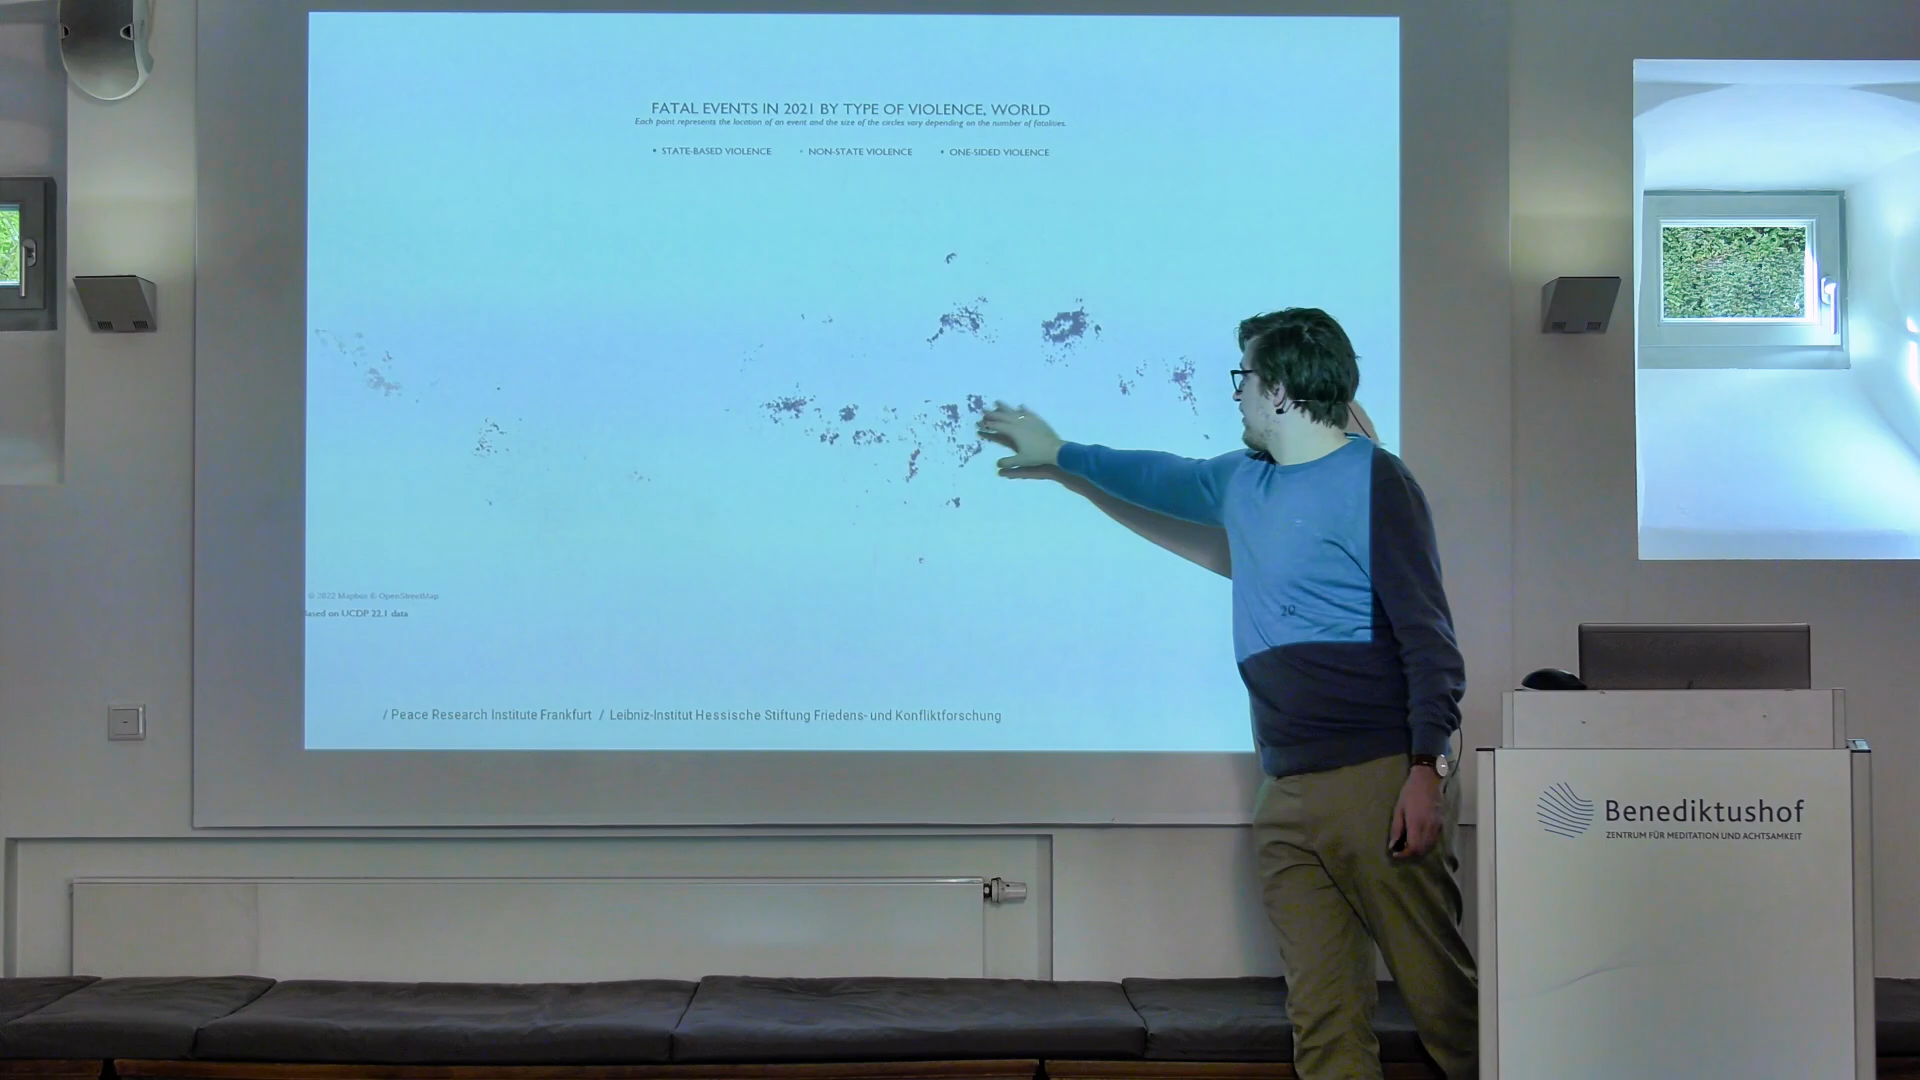 FATAL EVENTS IN 2021 BY TYPE OF VIOLENCE, WORLD
Each point represents the location of an event and the size of the circles vary depending on the number of fatalities.
• STATE-BASED VIOLENCE • NON-STATE VIOLENCE • ONE-SIDED VIOLENCE
© 2022 Mapbox © OpenStreetMap
ased on UCDP 22.1 data
/ Peace Research Institute Frankfurt / Leibniz-Institut Hessische Stiftung Friedens- und Konfliktforschung
20
Benediktushof
ZENTRUM FÜR MEDITATION UND ACHTSAMKEIT